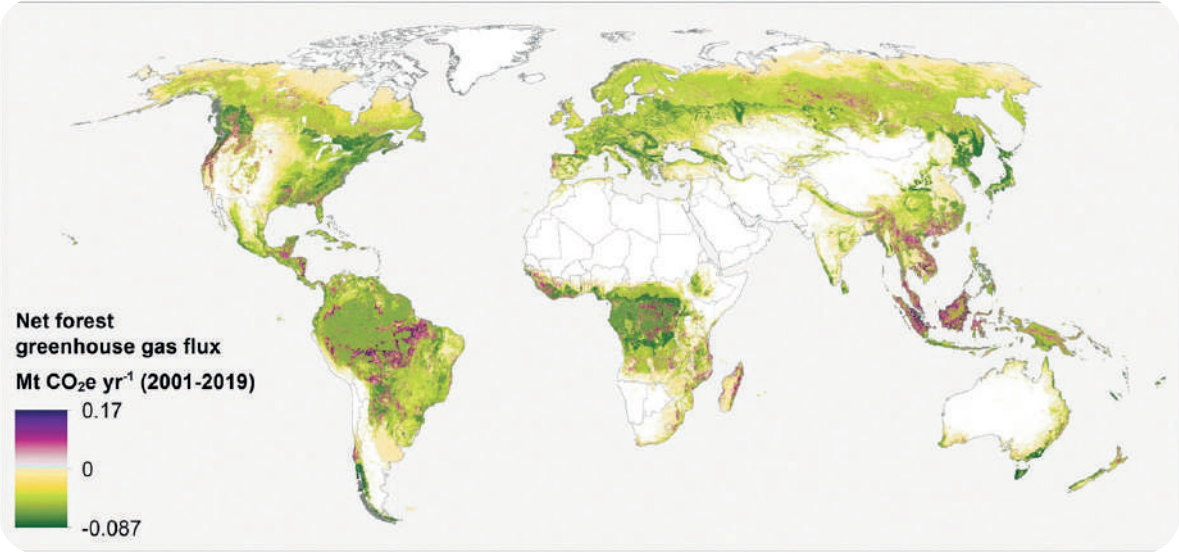 Net forest
greenhouse gas flux
Mt CO₂e yr⁻¹ (2001-2019)
0.17
0
-0.087